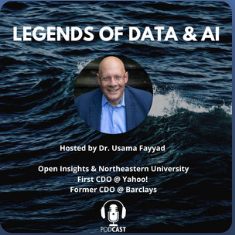 LEGENDS OF DATA & AI
Hosted by Dr. Usama Fayyad
Open Insights & Northeastern University
First CDO @ Yahoo!
Former CDO @ Barclays
PODCAST